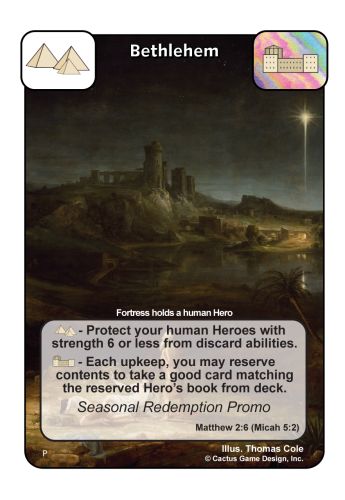 Bethlehem
Fortress holds a human Hero
- Protect your human Heroes with
strength 6 or less from discard abilities.
- Each upkeep, you may reserve
contents to take a good card matching
the reserved Hero's book from deck.
Seasonal Redemption Promo
Matthew 2:6 (Micah 5:2)
P
Illus. Thomas Cole
© Cactus Game Design, Inc.